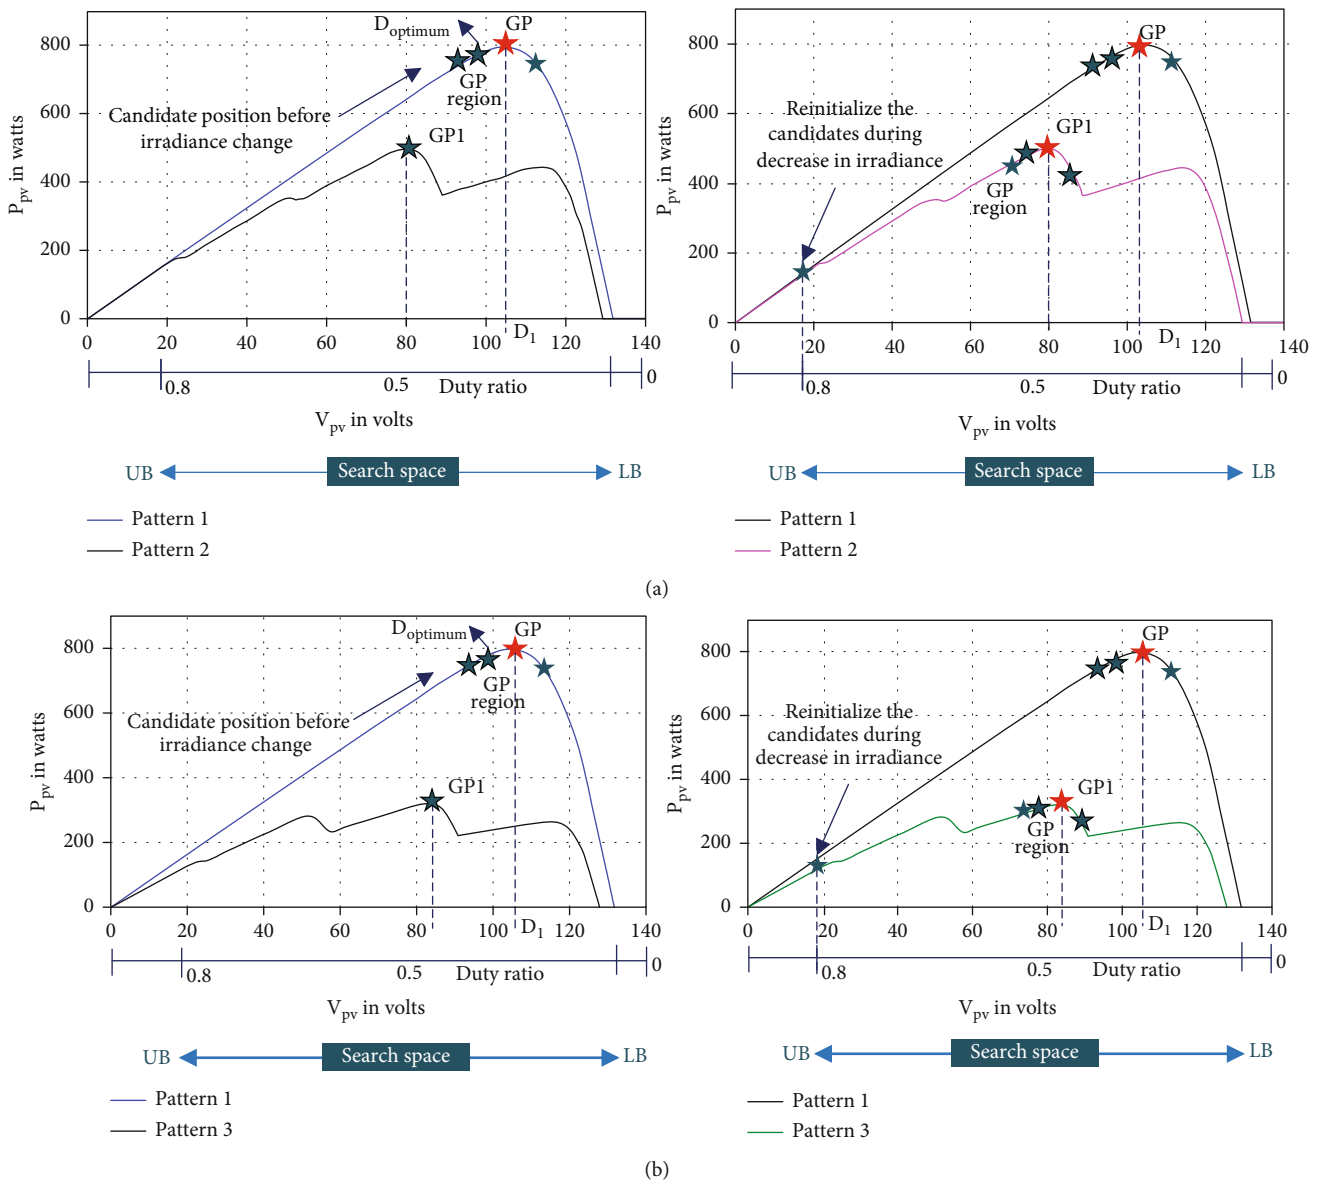 D_optimum GP
800
Candidate position before
irradiance change
GP
region
600
GP1
400
200
0
P_pv in watts
0 20 40 60 80 100 D_1 120 140
0.8 0.5 Duty ratio 0
V_pv in volts
UB Search space LB
Pattern 1
Pattern 2
GP
800
Reinitialize the
candidates during
decrease in irradiance
600
GP1
400
GP
region
200
0
P_pv in watts
0 20 40 60 80 100 D_1 120 140
0.8 0.5 Duty ratio 0
V_pv in volts
UB Search space LB
Pattern 1
Pattern 2
(a)
D_optimum GP
800
GP
region
Candidate position before
irradiance change
600
GP1
400
200
0
P_pv in watts
0 20 40 60 80 100 D_1 120 140
0.8 0.5 Duty ratio 0
V_pv in volts
UB Search space LB
Pattern 1
Pattern 3
GP
800
Reinitialize the
candidates during
decrease in irradiance
600
GP1
400
GP
region
200
0
P_pv in watts
0 20 40 60 80 100 D_1 120 140
0.8 0.5 Duty ratio 0
V_pv in volts
UB Search space LB
Pattern 1
Pattern 3
(b)